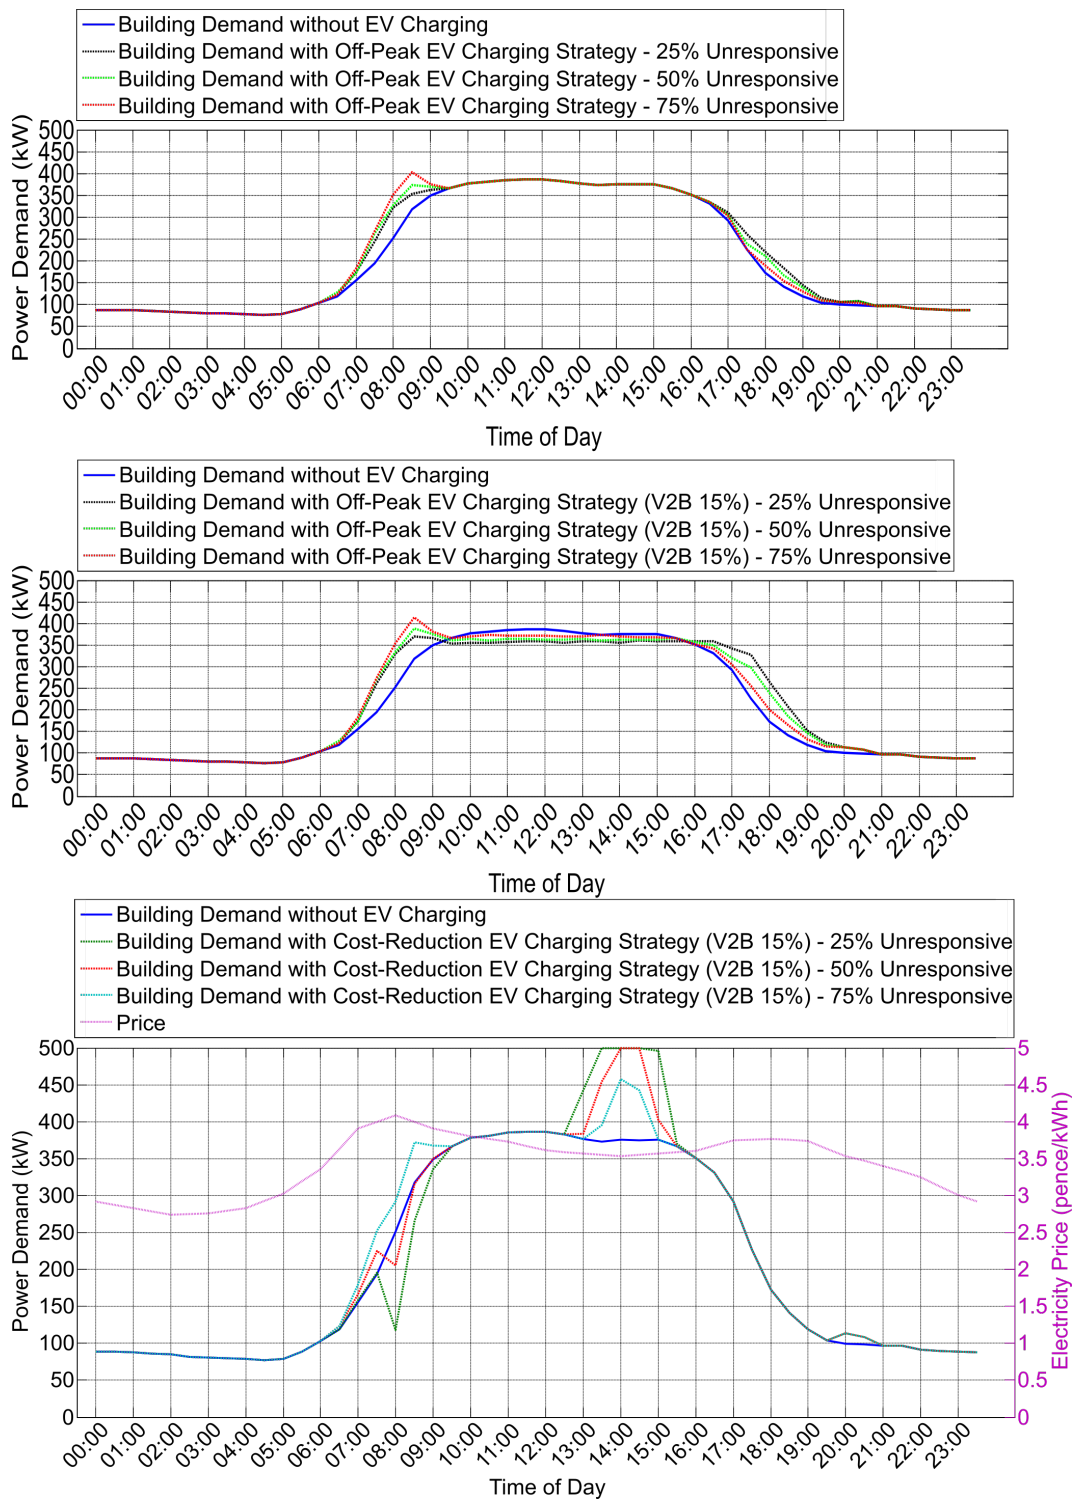 Building Demand without EV Charging
Building Demand with Off-Peak EV Charging Strategy - 25% Unresponsive
Building Demand with Off-Peak EV Charging Strategy - 50% Unresponsive
Building Demand with Off-Peak EV Charging Strategy - 75% Unresponsive
Power Demand (kW)
500
450
400
350
300
250
200
150
100
50
0
00:00 01:00 02:00 03:00 04:00 05:00 06:00 07:00 08:00 09:00 10:00 11:00 12:00 13:00 14:00 15:00 16:00 17:00 18:00 19:00 20:00 21:00 22:00 23:00
Time of Day
Building Demand without EV Charging
Building Demand with Off-Peak EV Charging Strategy (V2B 15%) - 25% Unresponsive
Building Demand with Off-Peak EV Charging Strategy (V2B 15%) - 50% Unresponsive
Building Demand with Off-Peak EV Charging Strategy (V2B 15%) - 75% Unresponsive
Power Demand (kW)
500
450
400
350
300
250
200
150
100
50
0
00:00 01:00 02:00 03:00 04:00 05:00 06:00 07:00 08:00 09:00 10:00 11:00 12:00 13:00 14:00 15:00 16:00 17:00 18:00 19:00 20:00 21:00 22:00 23:00
Time of Day
Building Demand without EV Charging
Building Demand with Cost-Reduction EV Charging Strategy (V2B 15%) - 25% Unresponsive
Building Demand with Cost-Reduction EV Charging Strategy (V2B 15%) - 50% Unresponsive
Building Demand with Cost-Reduction EV Charging Strategy (V2B 15%) - 75% Unresponsive
Price
Power Demand (kW)
500
450
400
350
300
250
200
150
100
50
0
5
4.5
4
3.5
3
2.5
2
1.5
1
0.5
0
Electricity Price (pence/kWh)
00:00 01:00 02:00 03:00 04:00 05:00 06:00 07:00 08:00 09:00 10:00 11:00 12:00 13:00 14:00 15:00 16:00 17:00 18:00 19:00 20:00 21:00 22:00 23:00
Time of Day